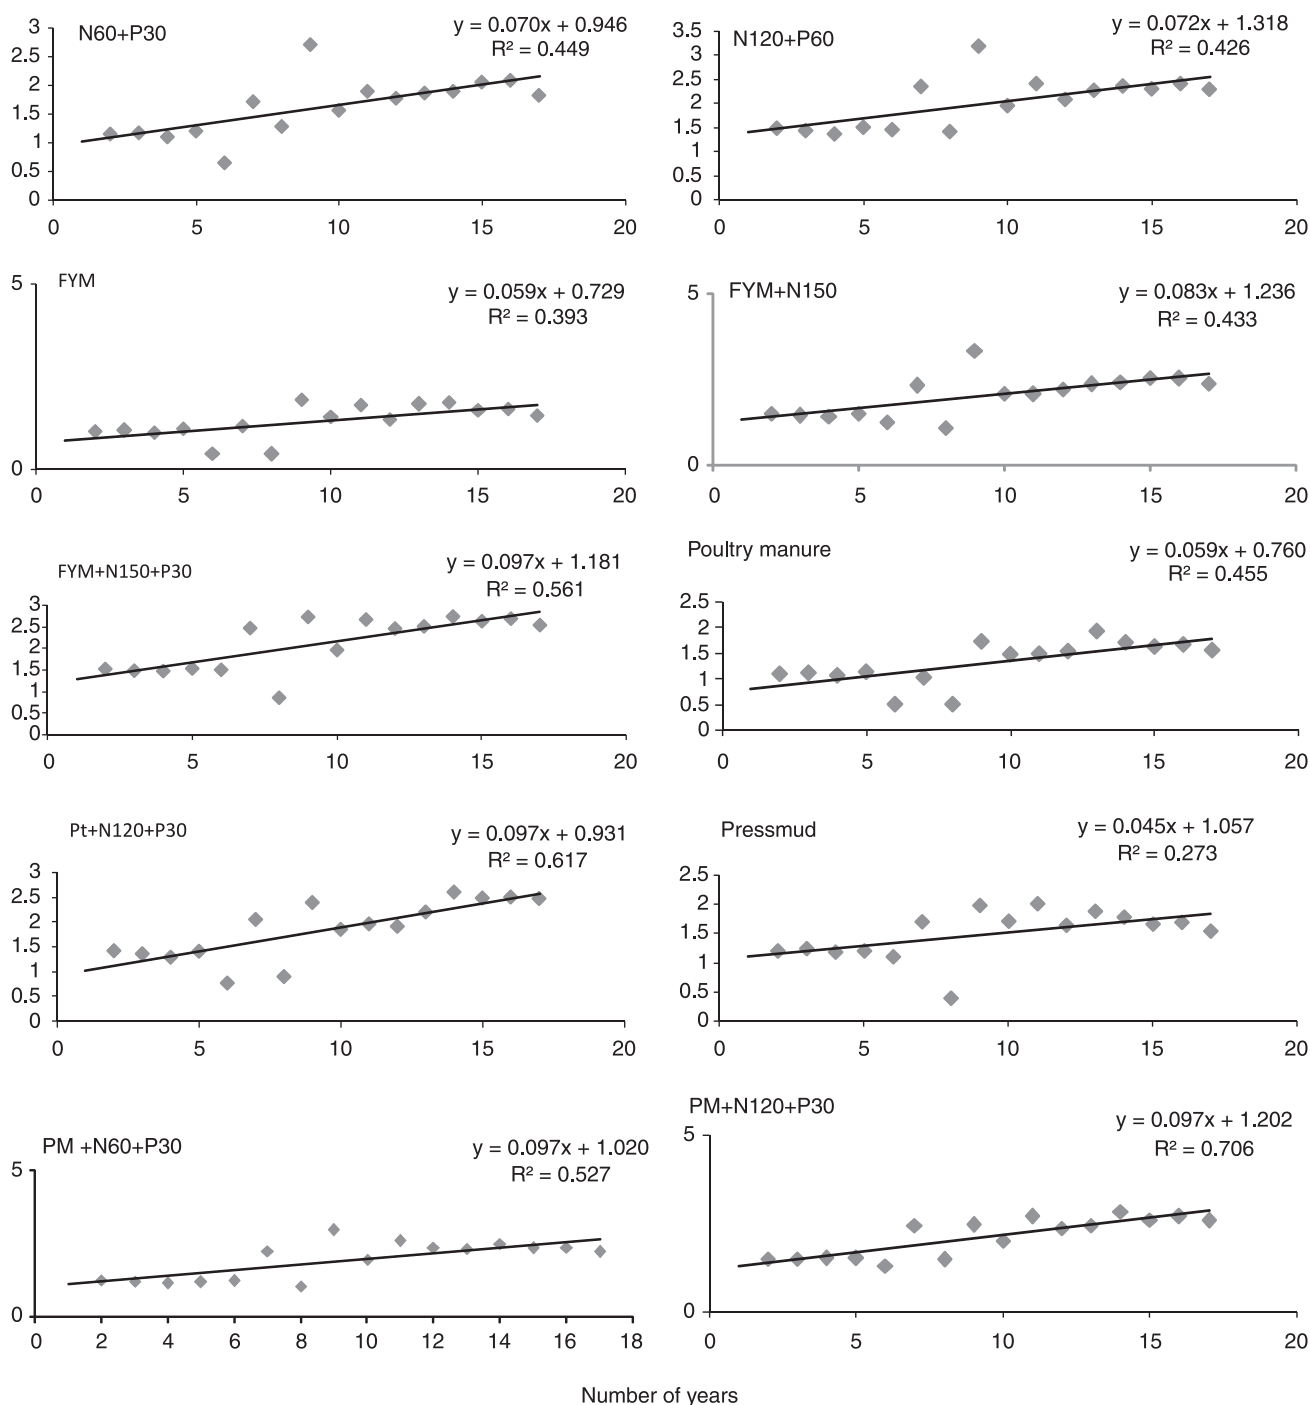 N60+P30
y = 0.070x + 0.946
R² = 0.449
3
2.5
2
1.5
1
0.5
0
0 5 10 15 20
N120+P60
y = 0.072x + 1.318
R² = 0.426
3.5
3
2.5
2
1.5
1
0.5
0
0 5 10 15 20
FYM
y = 0.059x + 0.729
R² = 0.393
5
0
0 5 10 15 20
FYM+N150
y = 0.083x + 1.236
R² = 0.433
5
0
0 5 10 15 20
FYM+N150+P30
y = 0.097x + 1.181
R² = 0.561
3
2.5
2
1.5
1
0.5
0
0 5 10 15 20
Poultry manure
y = 0.059x + 0.760
R² = 0.455
2.5
2
1.5
1
0.5
0
0 5 10 15 20
Pt+N120+P30
y = 0.097x + 0.931
R² = 0.617
3
2.5
2
1.5
1
0.5
0
0 5 10 15 20
Pressmud
y = 0.045x + 1.057
R² = 0.273
2.5
2
1.5
1
0.5
0
0 5 10 15 20
PM +N60+P30
y = 0.097x + 1.020
R² = 0.527
5
0
0 2 4 6 8 10 12 14 16 18
PM+N120+P30
y = 0.097x + 1.202
R² = 0.706
5
0
0 5 10 15 20
Number of years